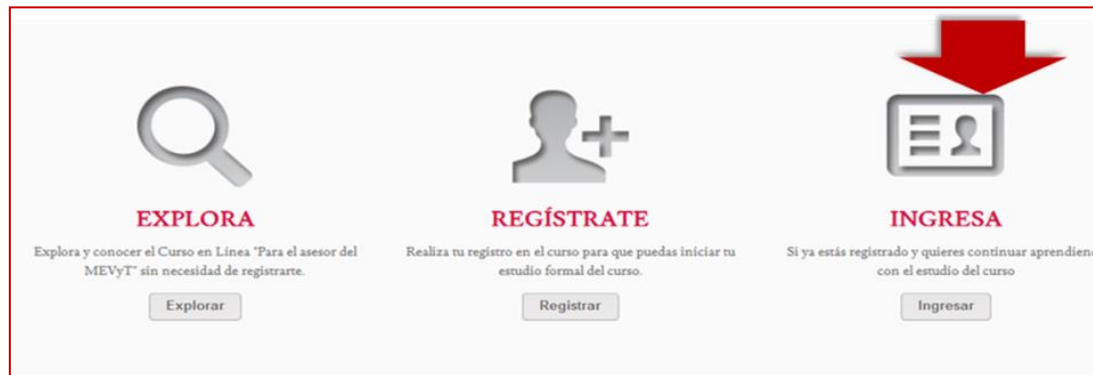 EXPLORA
Explora y conocer el Curso en Línea "Para el asesor del
MEVyT" sin necesidad de registrarte.
Explorar
REGÍSTRATE
Realiza tu registro en el curso para que puedas iniciar tu
estudio formal del curso.
Registrar
INGRESA
Si ya estás registrado y quieres continuar aprendien
con el estudio del curso
Ingresar